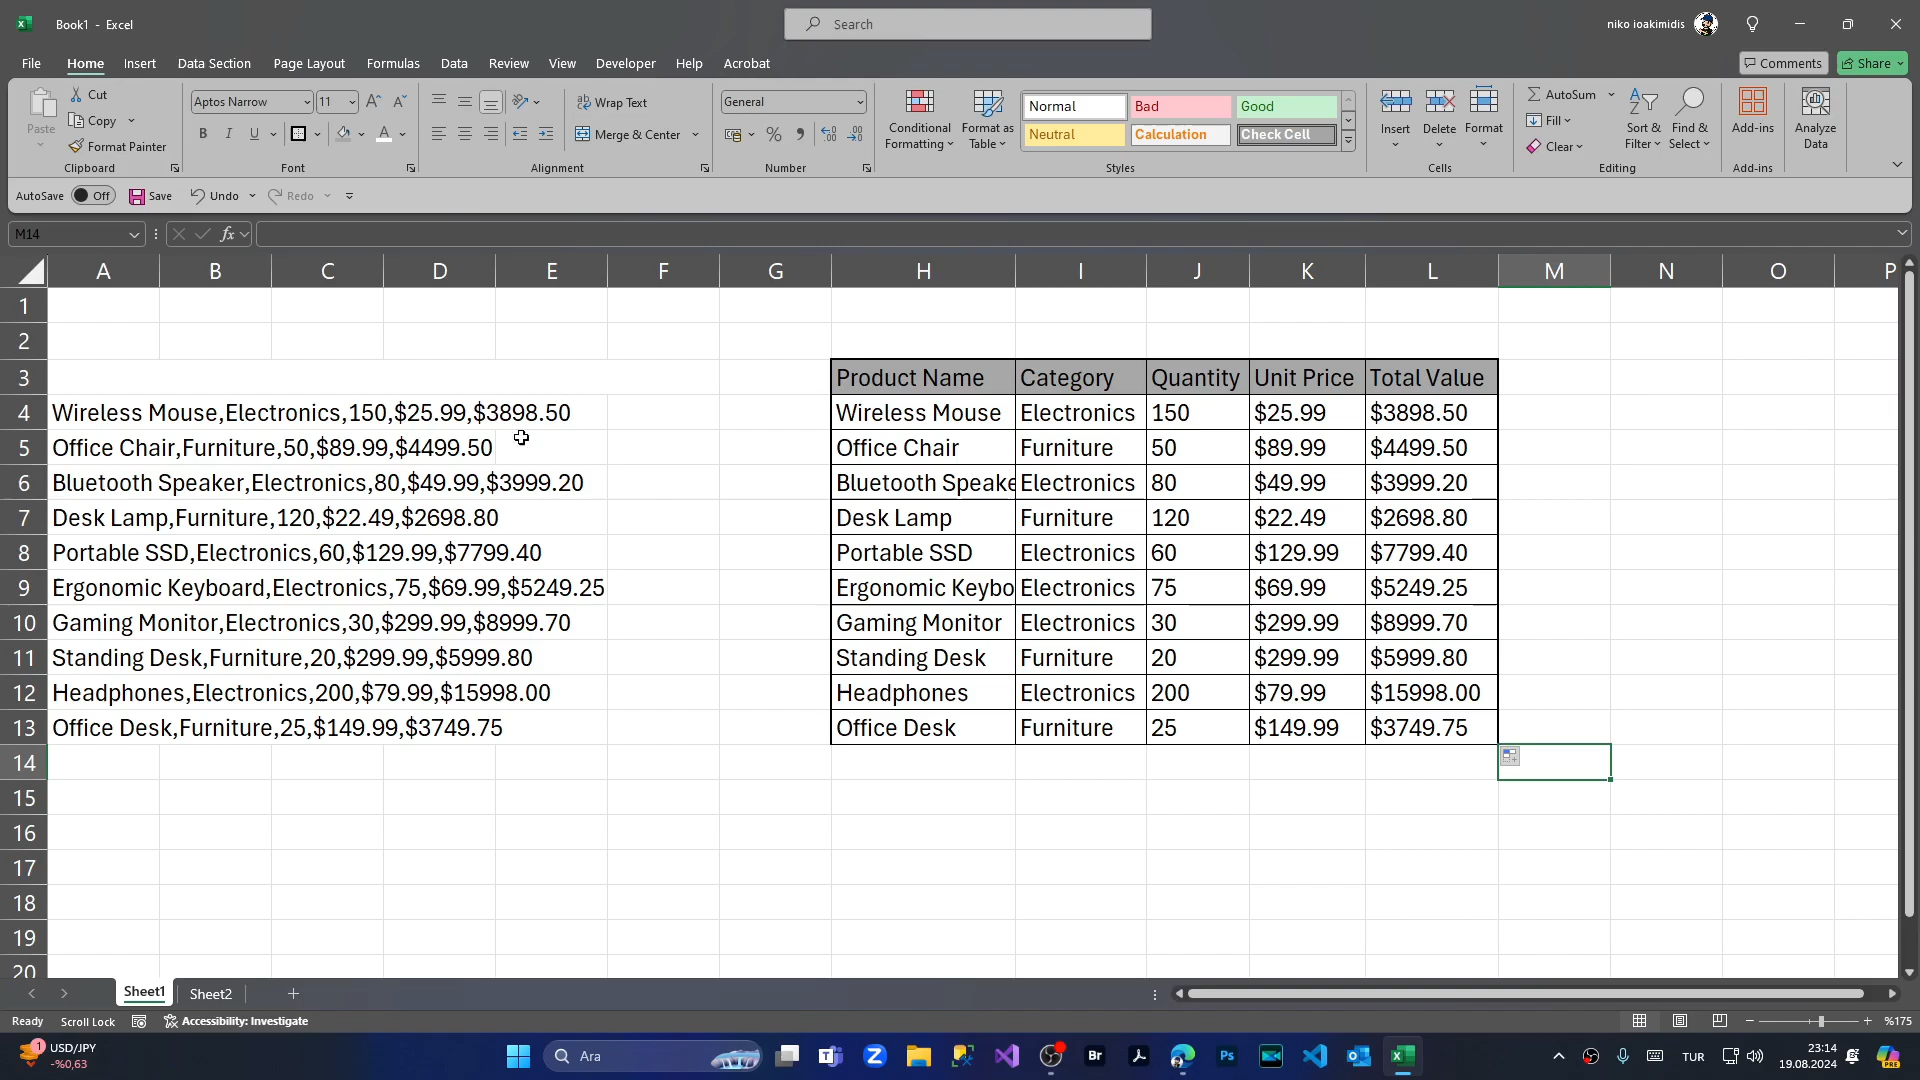 Book1 - Excel
Search
niko ioakimidis
File Home Insert Data Section Page Layout Formulas Data Review View Developer Help Acrobat
Comments Share
Paste
Cut
Copy
Format Painter
Clipboard
Aptos Narrow 11
B I U
Font
Wrap Text
Merge & Center
Alignment
General
Number
Conditional Formatting
Format as Table
Normal Bad Good
Neutral Calculation Check Cell
Styles
Insert Delete Format
Cells
AutoSum
Fill
Clear
Sort & Filter
Find & Select
Editing
Add-ins
Add-ins
Analyze Data
AutoSave Off Save Undo Redo
M14 fx
A B C D E F G H I J K L M N O P
1
2
3 Product Name Category Quantity Unit Price Total Value
4 Wireless Mouse,Electronics,150,$25.99,$3898.50 Wireless Mouse Electronics 150 $25.99 $3898.50
5 Office Chair,Furniture,50,$89.99,$4499.50 Office Chair Furniture 50 $89.99 $4499.50
6 Bluetooth Speaker,Electronics,80,$49.99,$3999.20 Bluetooth Speake Electronics 80 $49.99 $3999.20
7 Desk Lamp,Furniture,120,$22.49,$2698.80 Desk Lamp Furniture 120 $22.49 $2698.80
8 Portable SSD,Electronics,60,$129.99,$7799.40 Portable SSD Electronics 60 $129.99 $7799.40
9 Ergonomic Keyboard,Electronics,75,$69.99,$5249.25 Ergonomic Keybo Electronics 75 $69.99 $5249.25
10 Gaming Monitor,Electronics,30,$299.99,$8999.70 Gaming Monitor Electronics 30 $299.99 $8999.70
11 Standing Desk,Furniture,20,$299.99,$5999.80 Standing Desk Furniture 20 $299.99 $5999.80
12 Headphones,Electronics,200,$79.99,$15998.00 Headphones Electronics 200 $79.99 $15998.00
13 Office Desk,Furniture,25,$149.99,$3749.75 Office Desk Furniture 25 $149.99 $3749.75
14
15
16
17
18
19
20
Sheet1 Sheet2
Ready Scroll Lock Accessibility: Investigate %175
1 USD/JPY
-%0,63
Ara
Br
Ps
TUR
23:14
19.08.2024
PRE